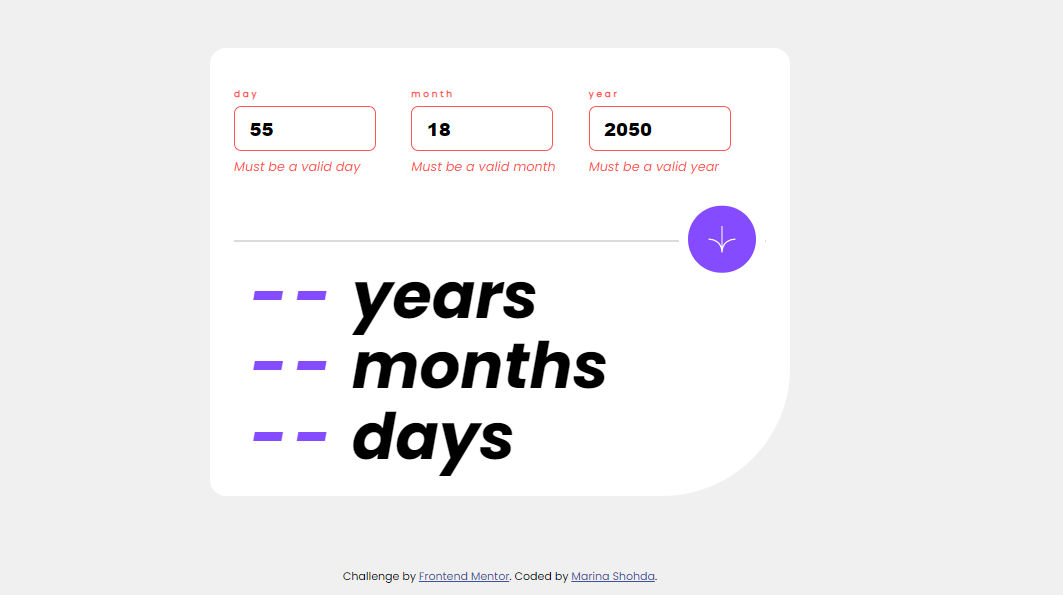 day month year
55 18 2050
Must be a valid day Must be a valid month Must be a valid year
-- years
-- months
-- days
Challenge by Frontend Mentor. Coded by Marina Shohda.